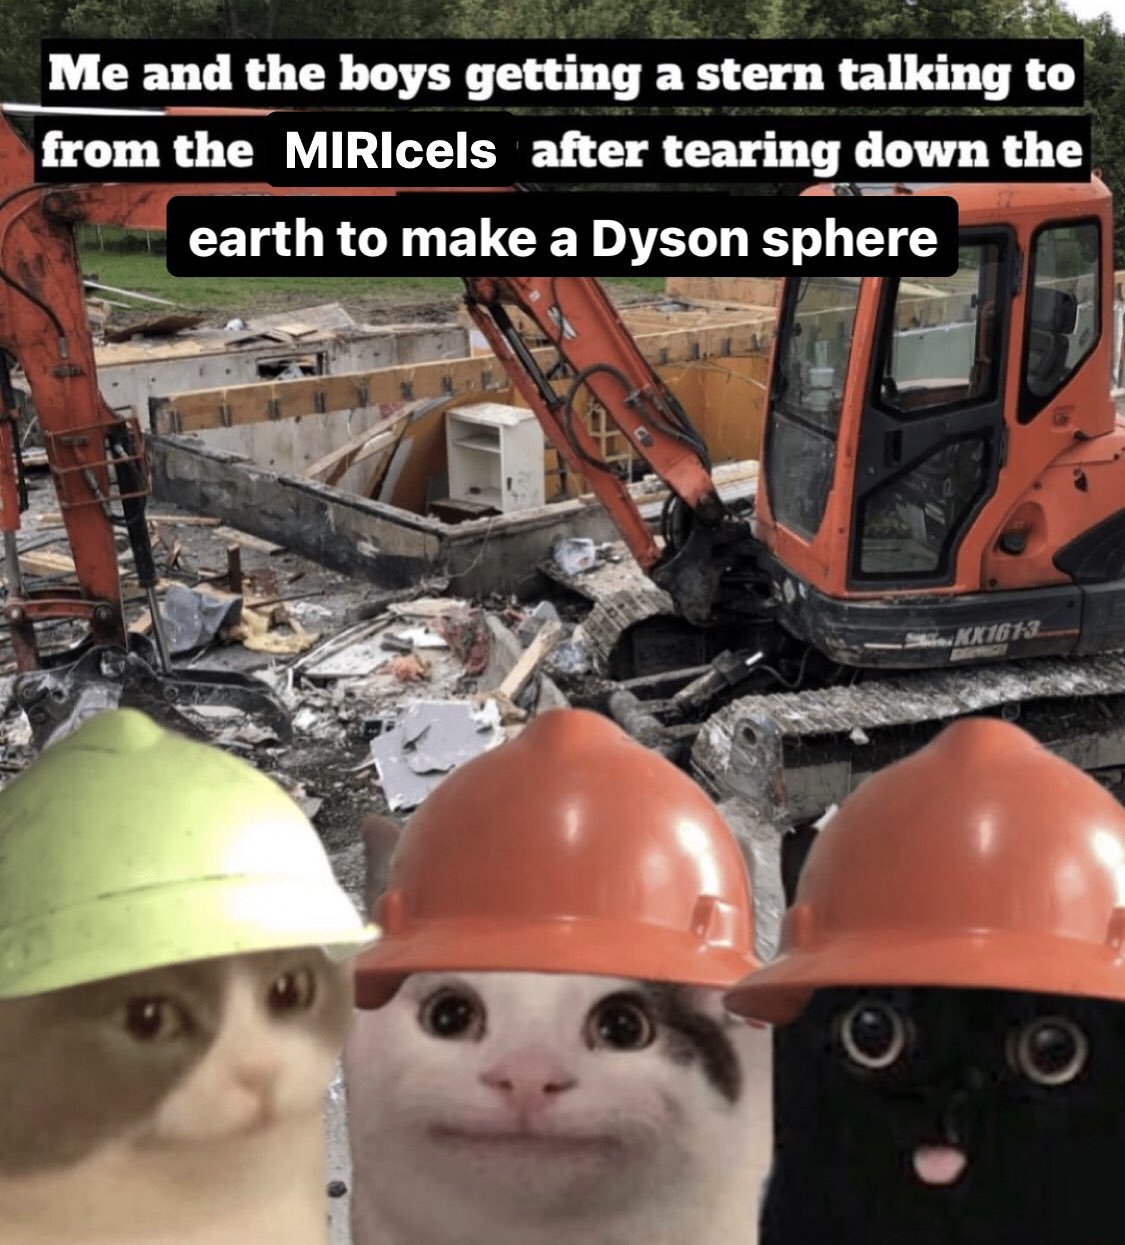 Me and the boys getting a stern talking to
from the MIRIcels after tearing down the
earth to make a Dyson sphere
KX161-3